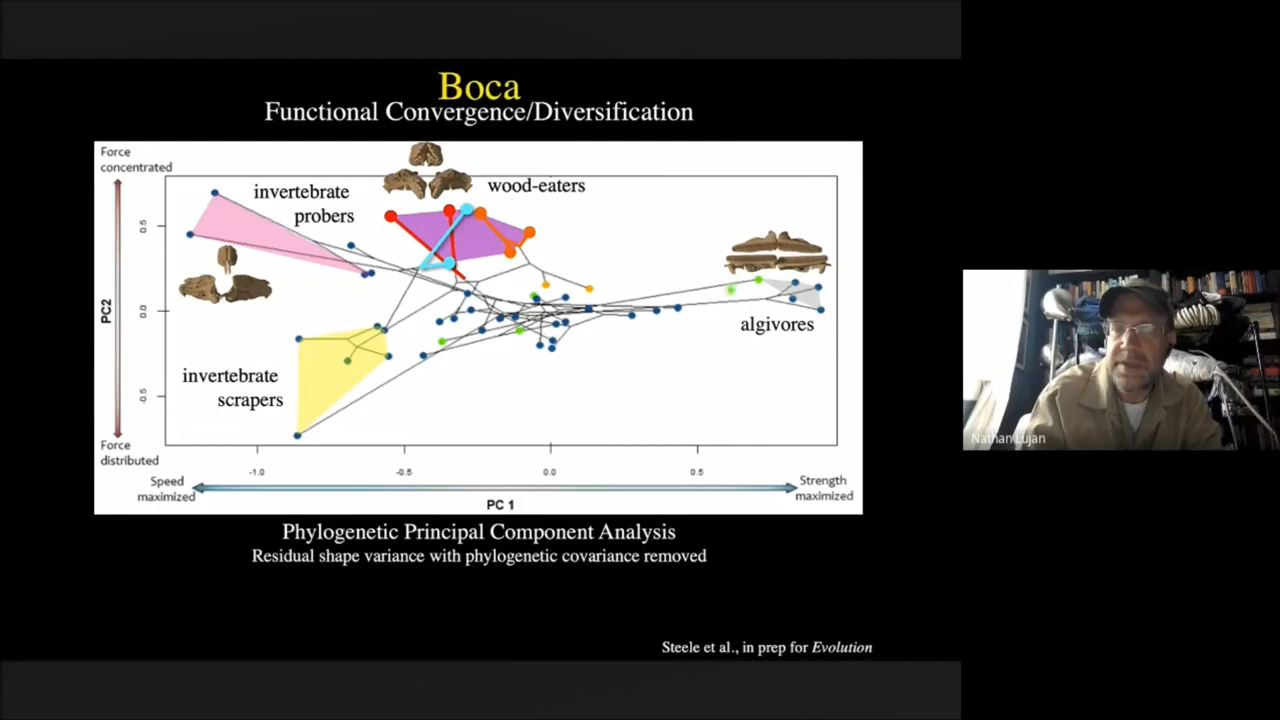 Boca
Functional Convergence/Diversification
Force
concentrated
invertebrate
probers
wood-eaters
0.5
PC2
0.0
algivores
invertebrate
scrapers
-0.5
Force
distributed
-1.0
-0.5
0.0
0.5
Speed
maximized
Strength
maximized
PC 1
Phylogenetic Principal Component Analysis
Residual shape variance with phylogenetic covariance removed
Steele et al., in prep for Evolution
Nathan Lujan